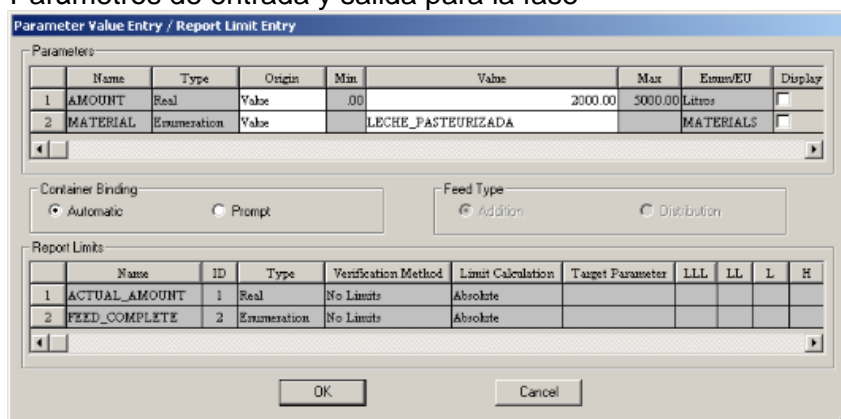 Parámetros de entrada y salida para la fase
Parameter Value Entry / Report Limit Entry
Parameters
Name Type Origin Min. Value Max Enum/EU Display
1 AMOUNT Real Value .00 2000.00 5000.00 Litros
2 MATERIAL Enumeration Value LECHE_PASTEURIZADA MATERIALS
Container Binding Feed Type
Automatic Prompt Addition Distribution
Report Limits
Name ID Type Verification Method Limit Calculation Target Parameter LLL LL L H
1 ACTUAL_AMOUNT 1 Real No Limits Absolute
2 FEED_COMPLETE 2 Enumeration No Limits Absolute
OK Cancel